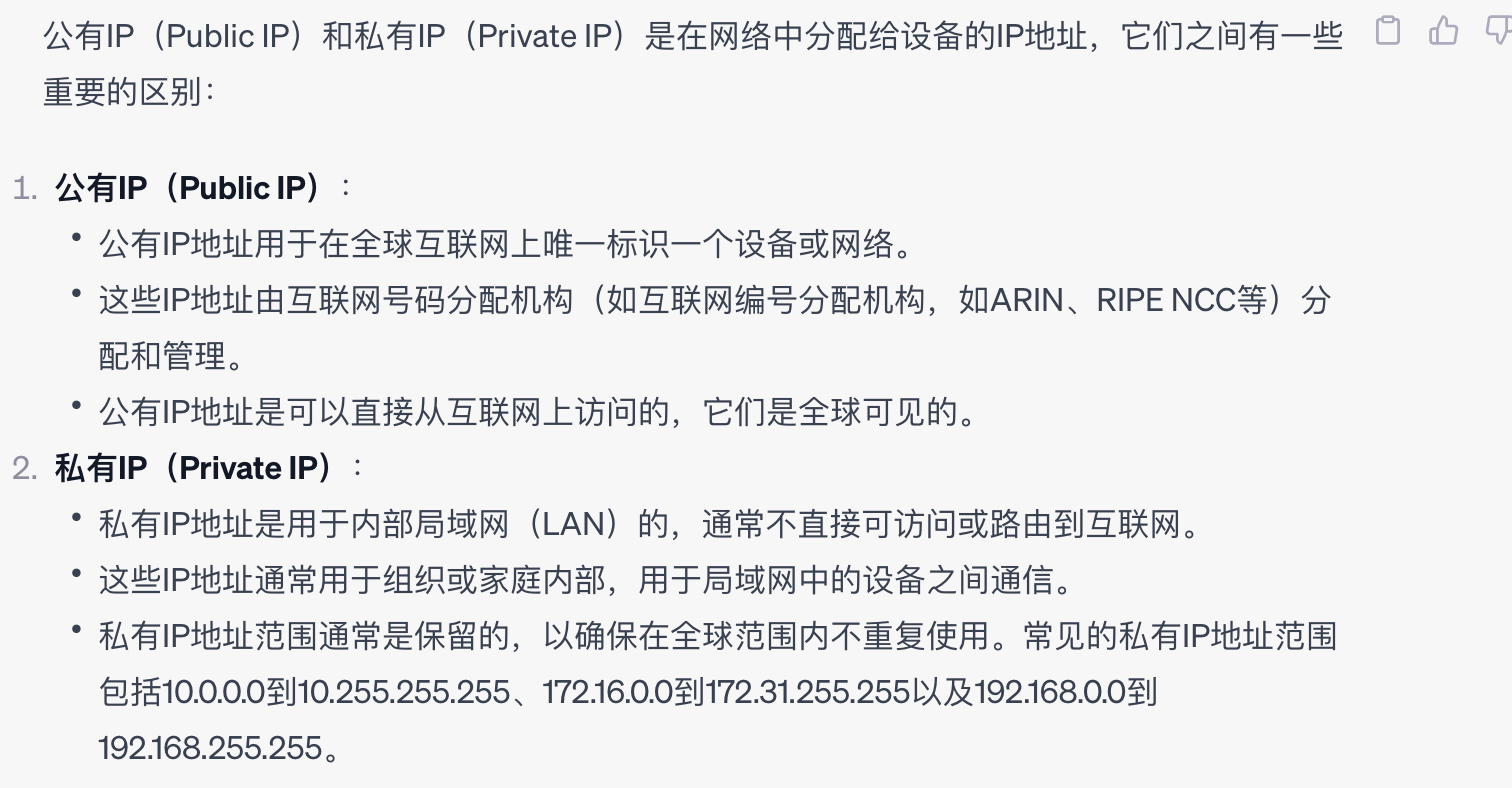 公有IP（Public IP）和私有IP（Private IP）是在网络中分配给设备的IP地址，它们之间有一些
重要的区别：
1. 公有IP（Public IP）：
• 公有IP地址用于在全球互联网上唯一标识一个设备或网络。
• 这些IP地址由互联网号码分配机构（如互联网编号分配机构，如ARIN、RIPE NCC等）分
配和管理。
• 公有IP地址是可以直接从互联网上访问的，它们是全球可见的。
2. 私有IP（Private IP）：
• 私有IP地址是用于内部局域网（LAN）的，通常不直接可访问或路由到互联网。
• 这些IP地址通常用于组织或家庭内部，用于局域网中的设备之间通信。
• 私有IP地址范围通常是保留的，以确保在全球范围内不重复使用。常见的私有IP地址范围
包括10.0.0.0到10.255.255.255、172.16.0.0到172.31.255.255以及192.168.0.0到
192.168.255.255。